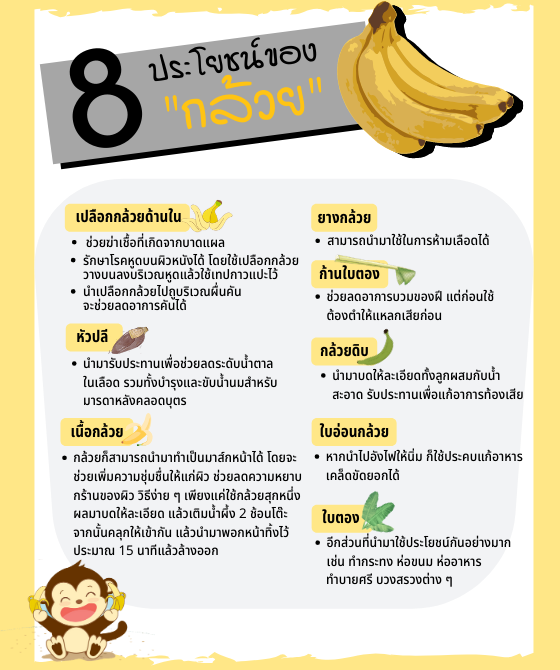 8
ประโยชน์ของ
"กล้วย"
เปลือกกล้วยด้านใน
• ช่วยฆ่าเชื้อที่เกิดจากบาดแผล
• รักษาโรคหูดบนผิวหนังได้ โดยใช้เปลือกกล้วย
วางบนลงบริเวณหูดแล้วใช้เทปกาวแปะไว้
• นำเปลือกกล้วยไปถูบริเวณผื่นคัน
จะช่วยลดอาการคันได้
หัวปลี
• นำมารับประทานเพื่อช่วยลดระดับน้ำตาล
ในเลือด รวมทั้งบำรุงและขับน้ำนมสำหรับ
มารดาหลังคลอดบุตร
เนื้อกล้วย
• กล้วยก็สามารถนำมาทำเป็นมาส์กหน้าได้ โดยจะ
ช่วยเพิ่มความชุ่มชื่นให้แก่ผิว ช่วยลดความหยาบ
กร้านของผิว วิธีง่าย ๆ เพียงแค่ใช้กล้วยสุกหนึ่ง
ผลมาบดให้ละเอียด แล้วเติมน้ำผึ้ง 2 ช้อนโต๊ะ
จากนั้นคลุกให้เข้ากัน แล้วนำมาพอกหน้าทิ้งไว้
ประมาณ 15 นาทีแล้วล้างออก
ยางกล้วย
• สามารถนำมาใช้ในการห้ามเลือดได้
ก้านใบตอง
• ช่วยลดอาการบวมของฝี แต่ก่อนใช้
ต้องตำให้แหลกเสียก่อน
กล้วยดิบ
• นำมาบดให้ละเอียดทั้งลูกผสมกับน้ำ
สะอาด รับประทานเพื่อแก้อาการท้องเสีย
ใบอ่อนกล้วย
• หากนำไปอังไฟให้นิ่ม ก็ใช้ประคบแก้อาหาร
เคล็ดขัดยอกได้
ใบตอง
• อีกส่วนที่นำมาใช้ประโยชน์กันอย่างมาก
เช่น ทำกระทง ห่อขนม ห่ออาหาร
ทำบายศรี บวงสรวงต่าง ๆ